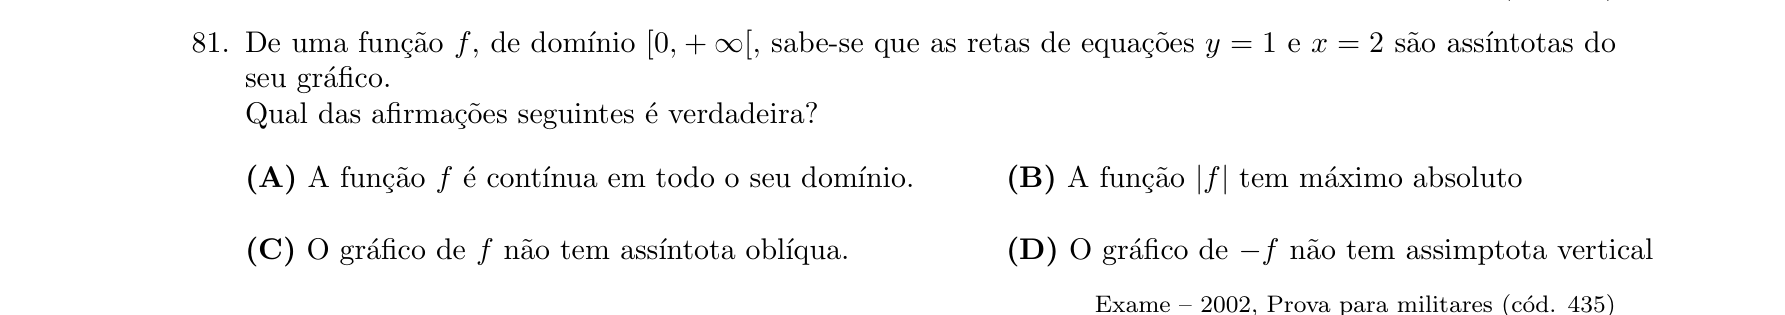 81. De uma função f, de domínio [0, + ∞[, sabe-se que as retas de equações y = 1 e x = 2 são assíntotas do
seu gráfico.
Qual das afirmações seguintes é verdadeira?
(A) A função f é contínua em todo o seu domínio. (B) A função |f| tem máximo absoluto
(C) O gráfico de f não tem assíntota oblíqua. (D) O gráfico de −f não tem assimptota vertical
Exame – 2002, Prova para militares (cód. 435)